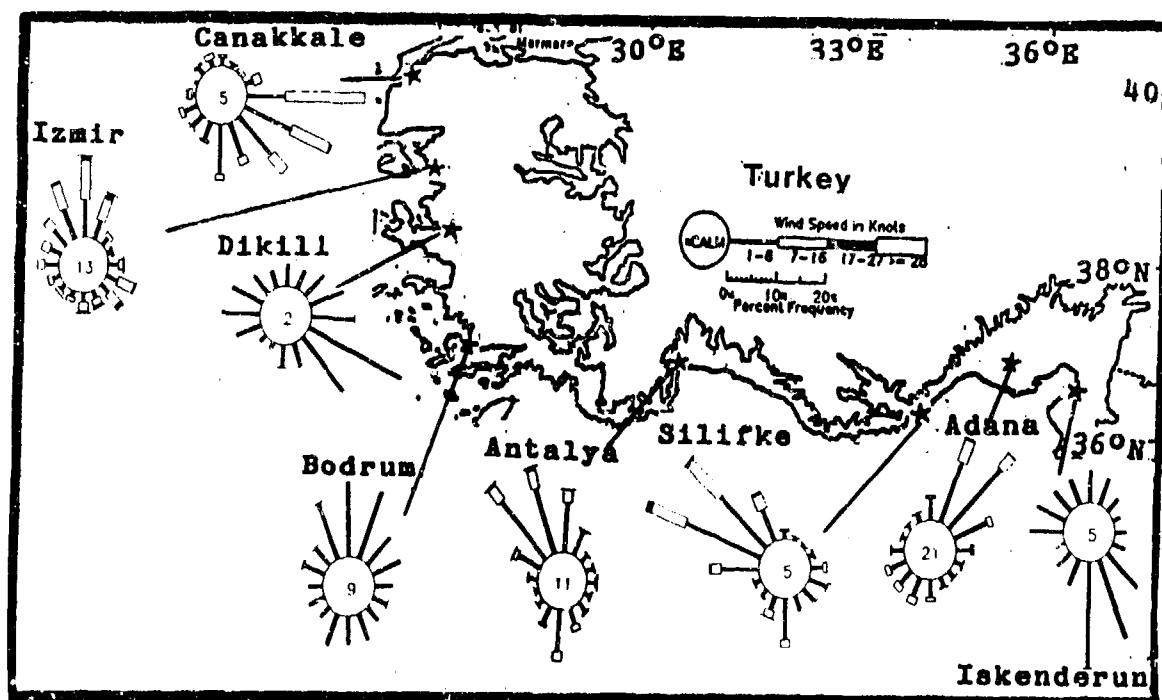 Canakkale
Marmara
30°E 33°E 36°E
40
5
Izmir
Turkey
Wind Speed in Knots
13
Dikili
%CALM
1-6 7-16 17-27 >= 28
38°N
0% 10% 20%
Percent Frequency
2
Silifke
Adana
36°N
Antalya
Bodrum
5
21
5
11
9
Iskenderun